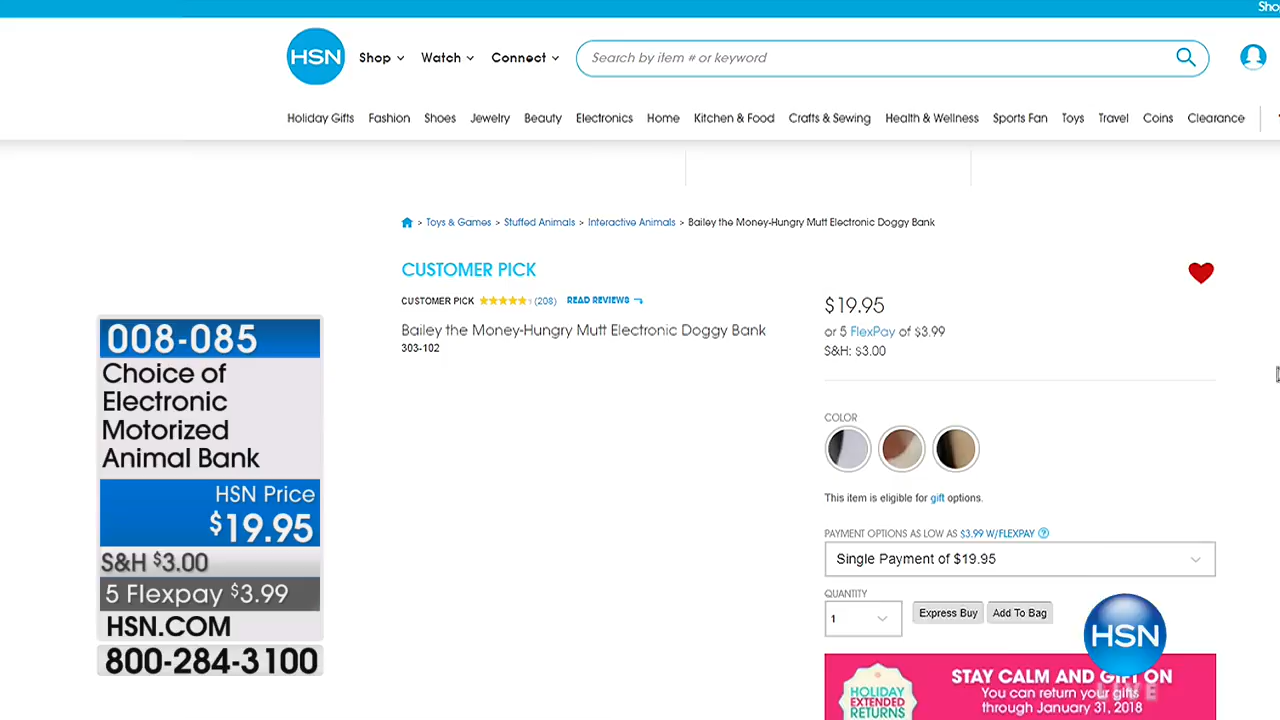 Sho
HSN Shop Watch Connect Search by item # or keyword
Holiday Gifts Fashion Shoes Jewelry Beauty Electronics Home Kitchen & Food Crafts & Sewing Health & Wellness Sports Fan Toys Travel Coins Clearance
> Toys & Games > Stuffed Animals > Interactive Animals > Bailey the Money-Hungry Mutt Electronic Doggy Bank
CUSTOMER PICK
CUSTOMER PICK (208) READ REVIEWS
Bailey the Money-Hungry Mutt Electronic Doggy Bank
303-102
$19.95
or 5 FlexPay of $3.99
S&H: $3.00
COLOR
This item is eligible for gift options.
PAYMENT OPTIONS AS LOW AS $3.99 W/FLEXPAY ?
Single Payment of $19.95
QUANTITY
1 Express Buy Add To Bag
HOLIDAY
EXTENDED
RETURNS
STAY CALM AND GIFT ON
You can return your gifts
through January 31, 2018
HSN
LIVE
008-085
Choice of
Electronic
Motorized
Animal Bank
HSN Price
$19.95
S&H $3.00
5 Flexpay $3.99
HSN.COM
800-284-3100